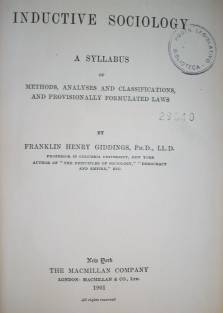 INDUCTIVE SOCIOLOGY
A SYLLABUS
OF
METHODS, ANALYSES AND CLASSIFICATIONS,
AND PROVISIONALLY FORMULATED LAWS
BY
FRANKLIN HENRY GIDDINGS, PH.D., LL.D.
PROFESSOR IN COLUMBIA UNIVERSITY, NEW YORK
AUTHOR OF "THE PRINCIPLES OF SOCIOLOGY," "DEMOCRACY
AND EMPIRE," ETC.
New York
THE MACMILLAN COMPANY
LONDON: MACMILLAN & CO., LTD.
1901
All rights reserved